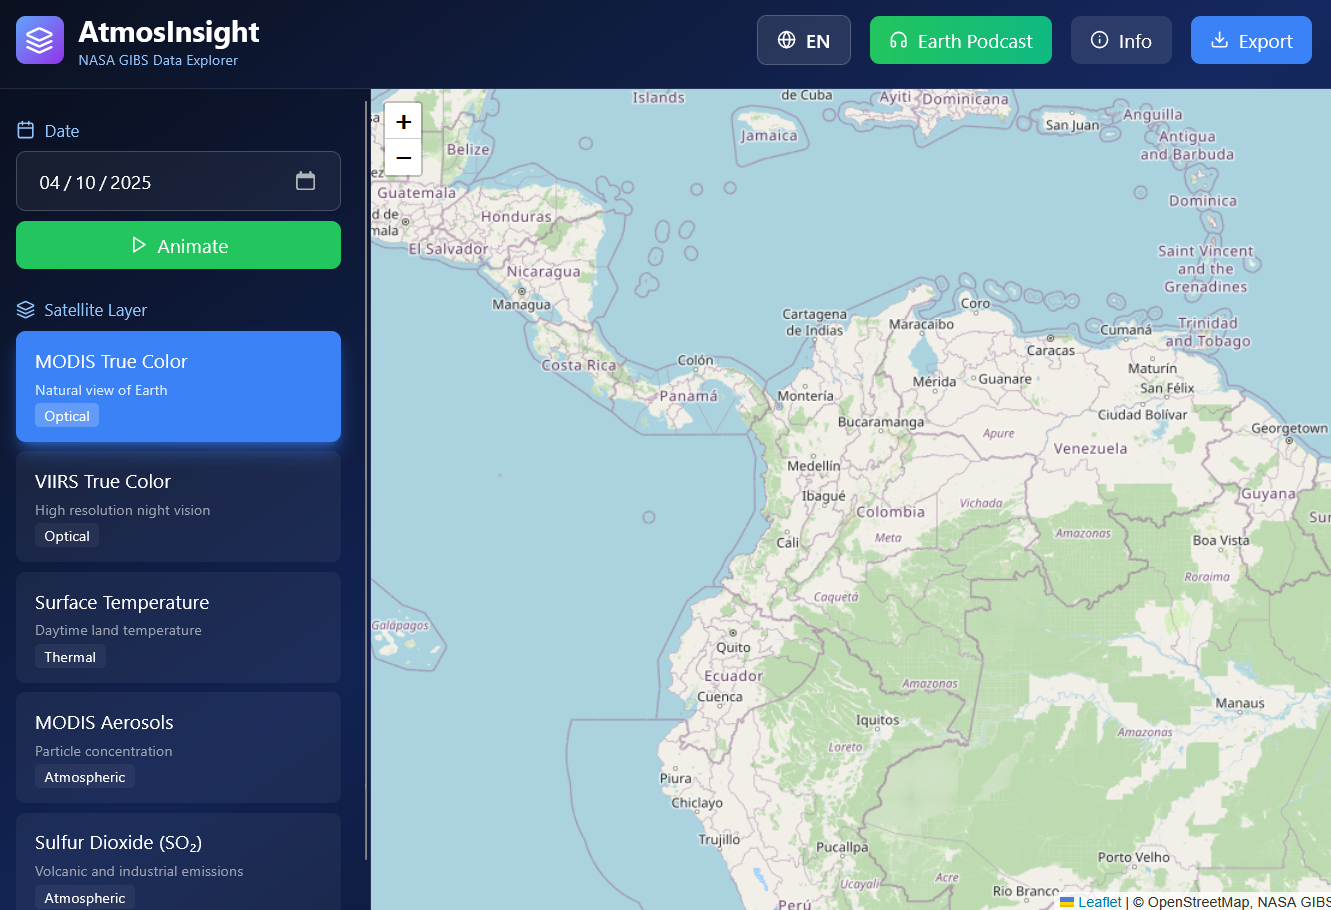 AtmosInsight
NASA GIBS Data Explorer
EN
Earth Podcast
Info
Export
Date
04 / 10 / 2025
Animate
Satellite Layer
MODIS True Color
Natural view of Earth
Optical
VIIRS True Color
High resolution night vision
Optical
Surface Temperature
Daytime land temperature
Thermal
MODIS Aerosols
Particle concentration
Atmospheric
Sulfur Dioxide (SO₂)
Volcanic and industrial emissions
Atmospheric
+
−
Islands
de Cuba
Ayiti
Dominicana
Jamaica
San Juan
Anguilla
Antigua
and Barbuda
Belize
Guatemala
Honduras
Dominica
El Salvador
Nicaragua
Saint Vincent
and the
Grenadines
Managua
Cartagena
de Indias
Maracaibo
Coro
Caracas
Cumaná
Trinidad
and Tobago
Costa Rica
Colón
Panamá
Montería
Mérida
Guanare
Maturín
San Félix
Ciudad Bolívar
Bucaramanga
Apure
Venezuela
Georgetown
Medellín
Ibagué
Colombia
Vichada
Guyana
Meta
Cali
Amazonas
Boa Vista
Roraima
Caquetá
Galápagos
Quito
Ecuador
Cuenca
Amazonas
Manaus
Iquitos
Amazonas
Loreto
Piura
Chiclayo
Trujillo
Pucallpa
Porto Velho
Ucayali
Acre
Rio Branco
Perú
Leaflet | © OpenStreetMap, NASA GIBS